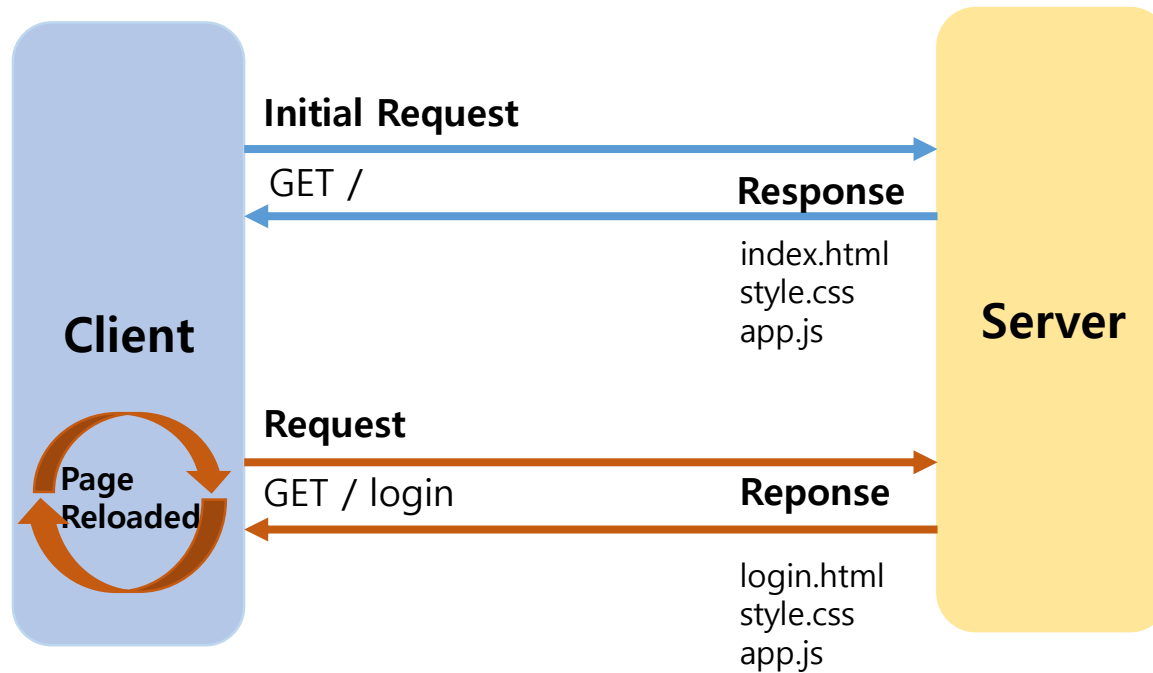 Initial Request
GET /
Response
index.html
style.css
app.js
Client
Server
Request
Page
Reloaded
GET / login
Reponse
login.html
style.css
app.js